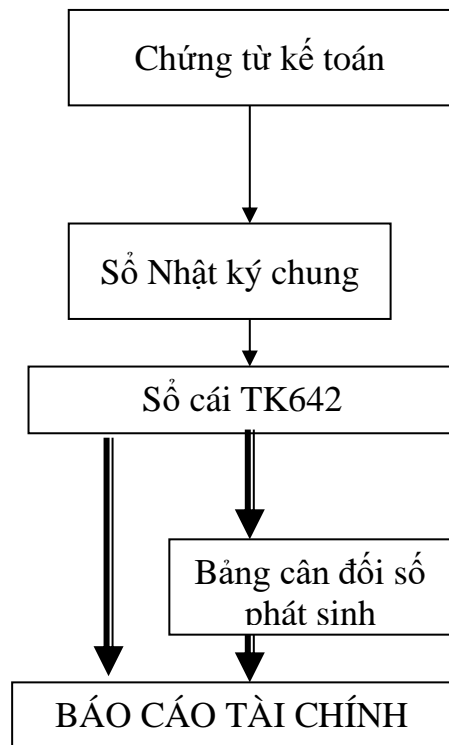 Chứng từ kế toán
Sổ Nhật ký chung
Sổ cái TK642
Bảng cân đối số
phát sinh
BÁO CÁO TÀI CHÍNH